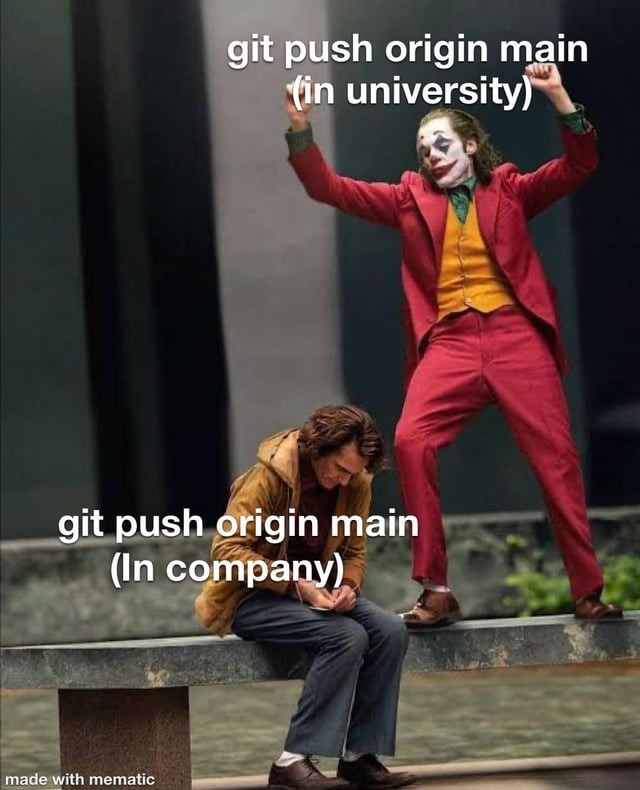 git push origin main
(in university)
git push origin main
(In company)
made with mematic